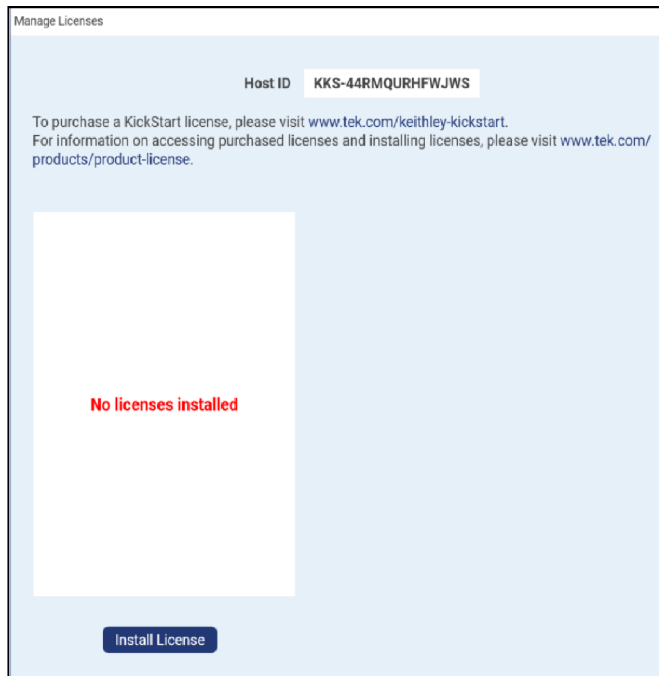 Manage Licenses
Host ID KKS-44RMQURHFWJWS
To purchase a KickStart license, please visit www.tek.com/keithley-kickstart.
For information on accessing purchased licenses and installing licenses, please visit www.tek.com/
products/product-license.
No licenses installed
Install License